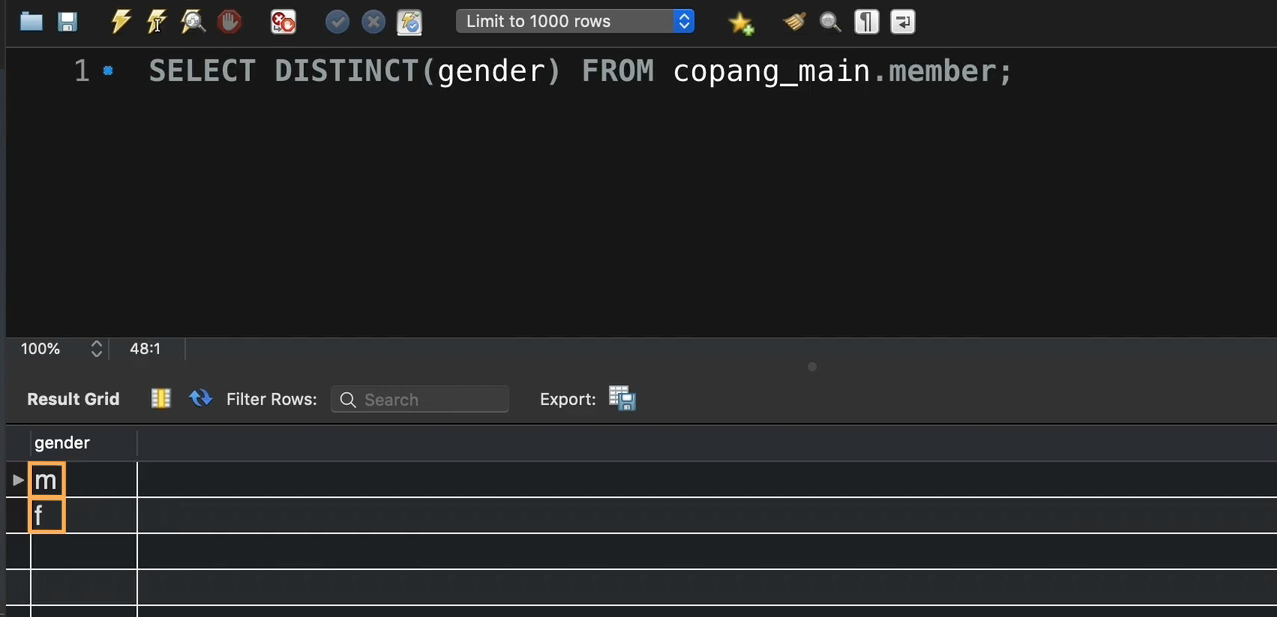 Limit to 1000 rows
1 SELECT DISTINCT(gender) FROM copang_main.member;
100% 48:1
Result Grid Filter Rows: Search Export:
gender
m
f